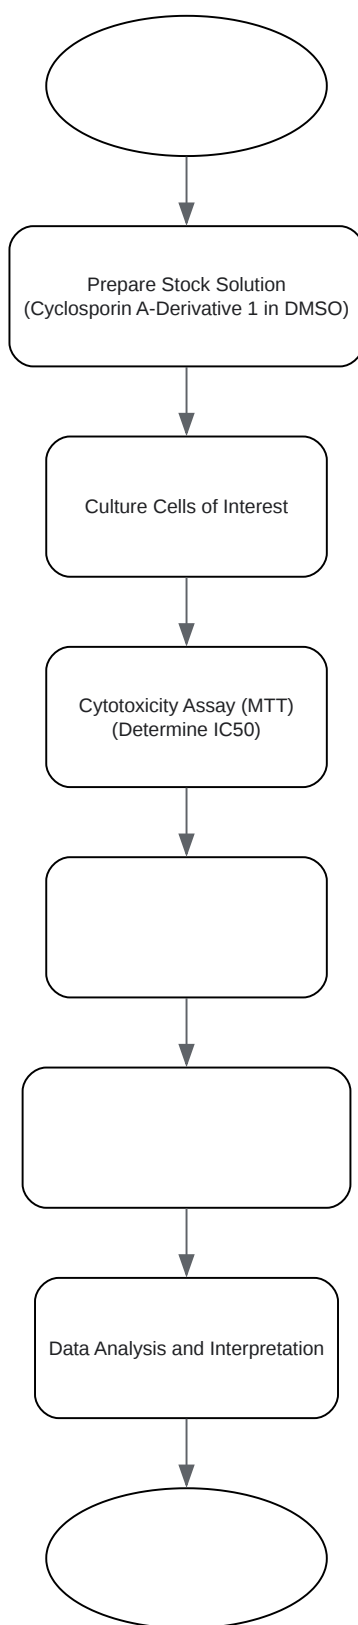 Prepare Stock Solution
(Cyclosporin A-Derivative 1 in DMSO)
Culture Cells of Interest
Cytotoxicity Assay (MTT)
(Determine IC50)
Data Analysis and Interpretation